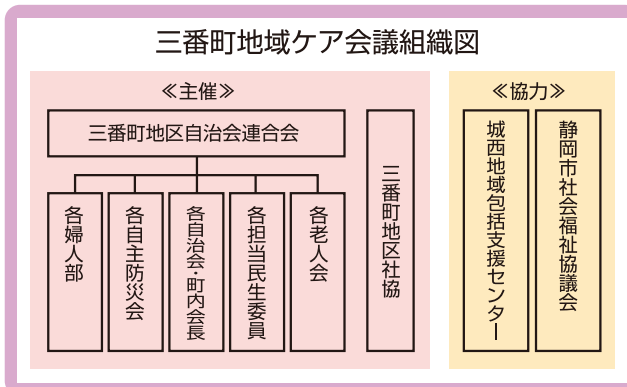 三番町地域ケア会議組織図
≪主催≫
三番町地区自治会連合会
各婦人部
各自主防災会
各自治会・町内会長
各担当民生委員
各老人会
三番町地区社協
≪協力≫
城西地域包括支援センター
静岡市社会福祉協議会